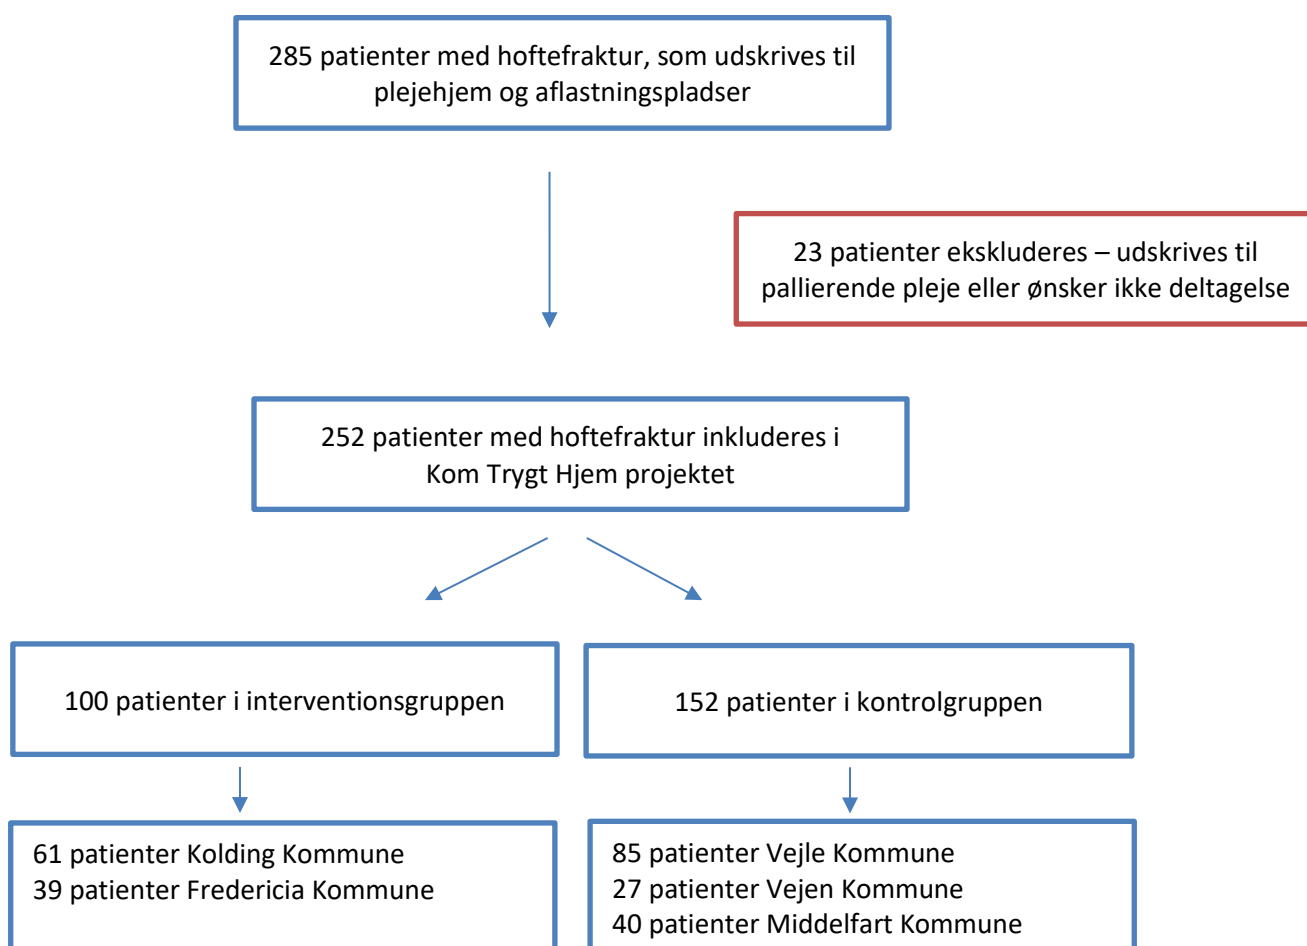 285 patienter med hoftefraktur, som udskrives til
plejehjem og aflastningspladser
23 patienter ekskluderes – udskrives til
pallierende pleje eller ønsker ikke deltagelse
252 patienter med hoftefraktur inkluderes i
Kom Trygt Hjem projektet
100 patienter i interventionsgruppen
152 patienter i kontrolgruppen
61 patienter Kolding Kommune
39 patienter Fredericia Kommune
85 patienter Vejle Kommune
27 patienter Vejen Kommune
40 patienter Middelfart Kommune